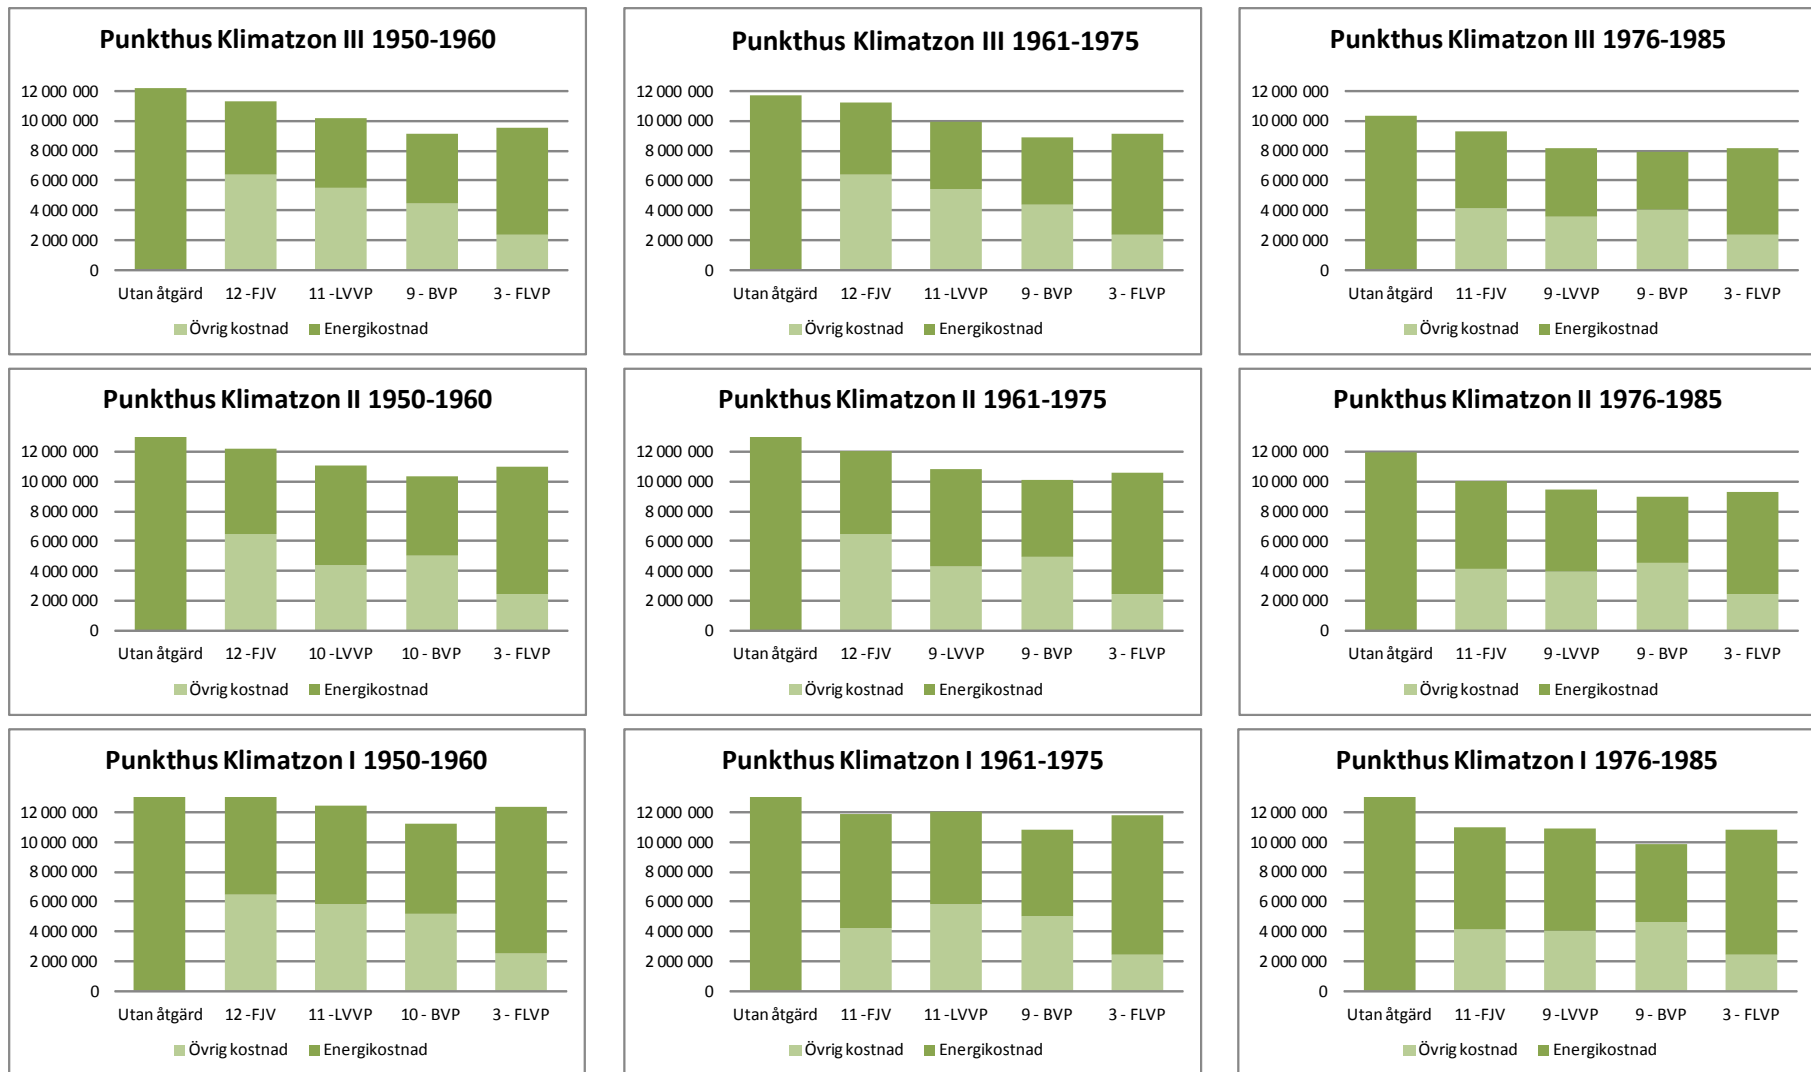 Punkthus Klimatzon III 1950-1960
12 000 000
10 000 000
8 000 000
6 000 000
4 000 000
2 000 000
0
Utan åtgärd 12 -FJV 11 -LVVP 9 - BVP 3 - FLVP
Övrig kostnad Energikostnad
Punkthus Klimatzon III 1961-1975
12 000 000
10 000 000
8 000 000
6 000 000
4 000 000
2 000 000
0
Utan åtgärd 12 -FJV 11 -LVVP 9 - BVP 3 - FLVP
Övrig kostnad Energikostnad
Punkthus Klimatzon III 1976-1985
12 000 000
10 000 000
8 000 000
6 000 000
4 000 000
2 000 000
0
Utan åtgärd 11 -FJV 9 -LVVP 9 - BVP 3 - FLVP
Övrig kostnad Energikostnad
Punkthus Klimatzon II 1950-1960
12 000 000
10 000 000
8 000 000
6 000 000
4 000 000
2 000 000
0
Utan åtgärd 12 -FJV 10 -LVVP 10 - BVP 3 - FLVP
Övrig kostnad Energikostnad
Punkthus Klimatzon II 1961-1975
12 000 000
10 000 000
8 000 000
6 000 000
4 000 000
2 000 000
0
Utan åtgärd 12 -FJV 9 -LVVP 9 - BVP 3 - FLVP
Övrig kostnad Energikostnad
Punkthus Klimatzon II 1976-1985
12 000 000
10 000 000
8 000 000
6 000 000
4 000 000
2 000 000
0
Utan åtgärd 11 -FJV 9 -LVVP 9 - BVP 3 - FLVP
Övrig kostnad Energikostnad
Punkthus Klimatzon I 1950-1960
12 000 000
10 000 000
8 000 000
6 000 000
4 000 000
2 000 000
0
Utan åtgärd 12 -FJV 11 -LVVP 10 - BVP 3 - FLVP
Övrig kostnad Energikostnad
Punkthus Klimatzon I 1961-1975
12 000 000
10 000 000
8 000 000
6 000 000
4 000 000
2 000 000
0
Utan åtgärd 11 -FJV 11 -LVVP 9 - BVP 3 - FLVP
Övrig kostnad Energikostnad
Punkthus Klimatzon I 1976-1985
12 000 000
10 000 000
8 000 000
6 000 000
4 000 000
2 000 000
0
Utan åtgärd 11 -FJV 9 -LVVP 9 - BVP 3 - FLVP
Övrig kostnad Energikostnad